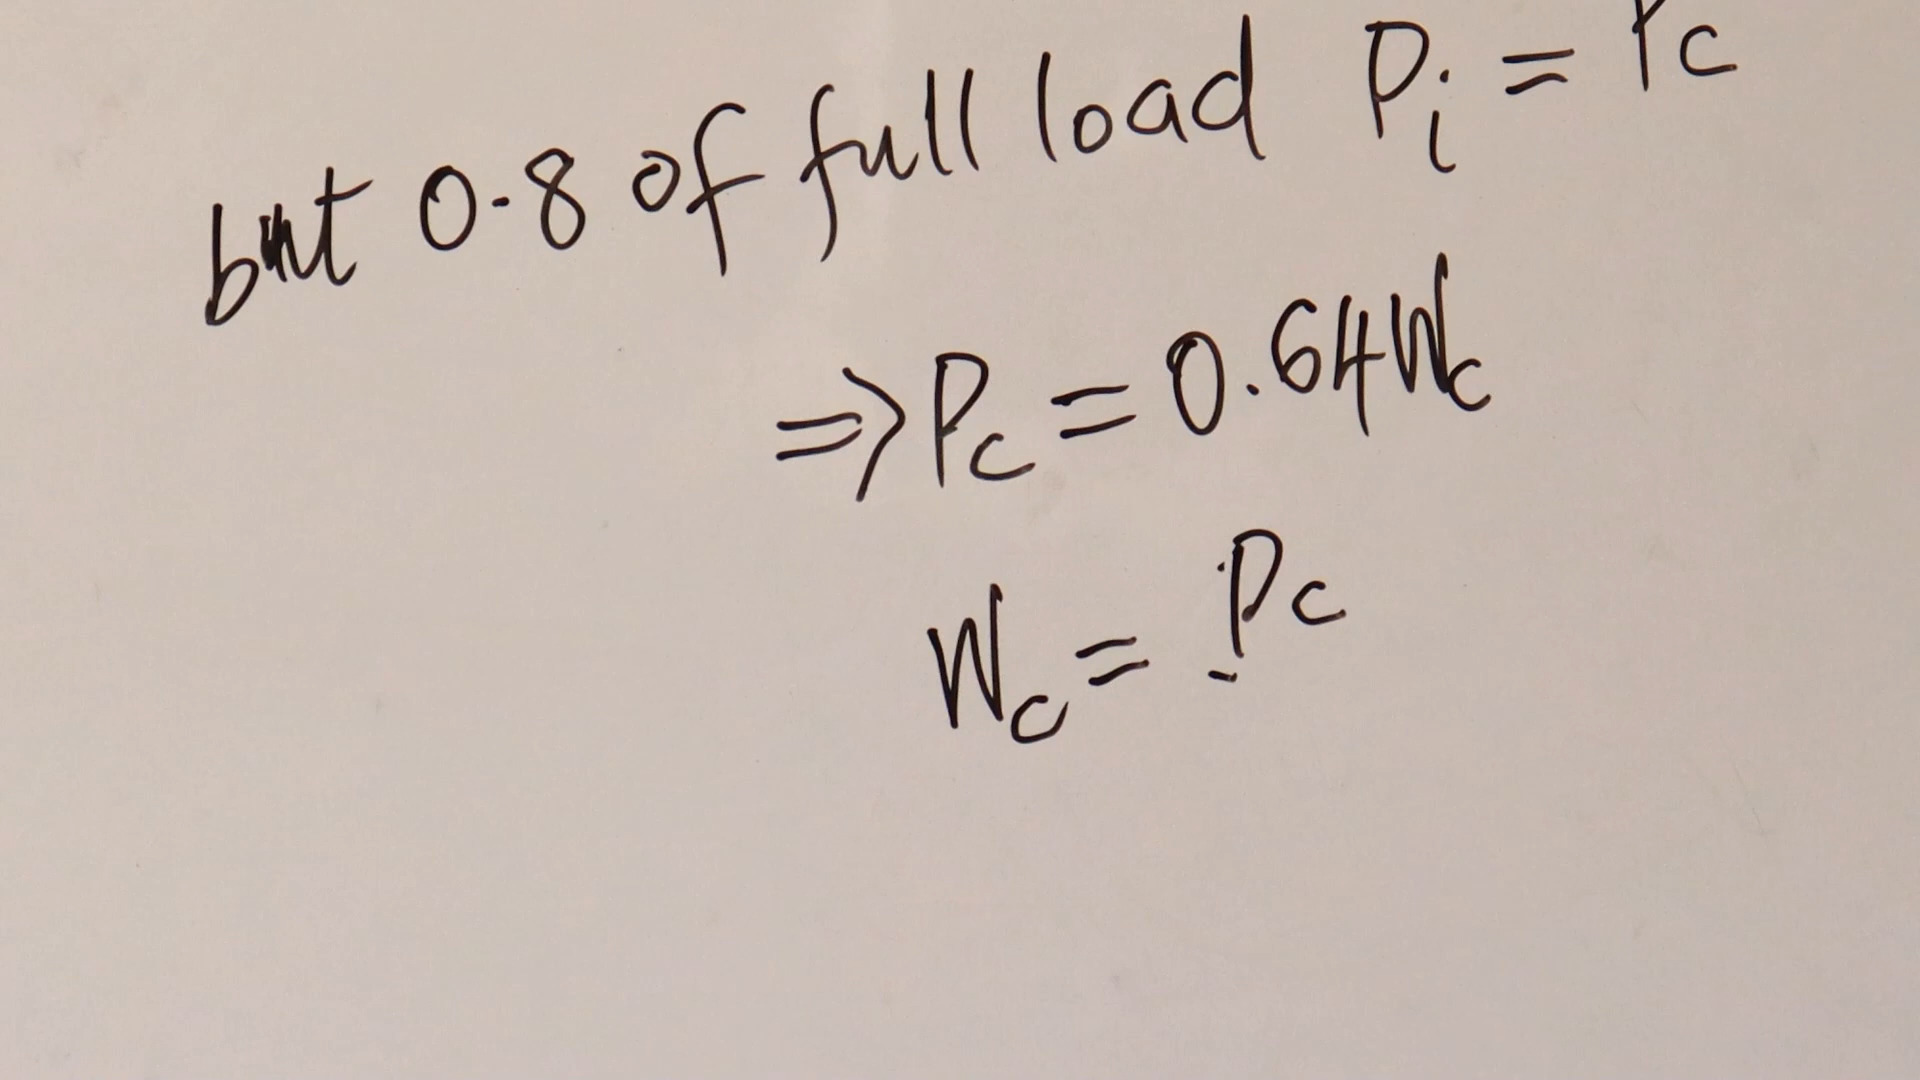 but 0.8 of full load Pi = Pc
⇒ Pc = 0.64Wc
Wc = Pc